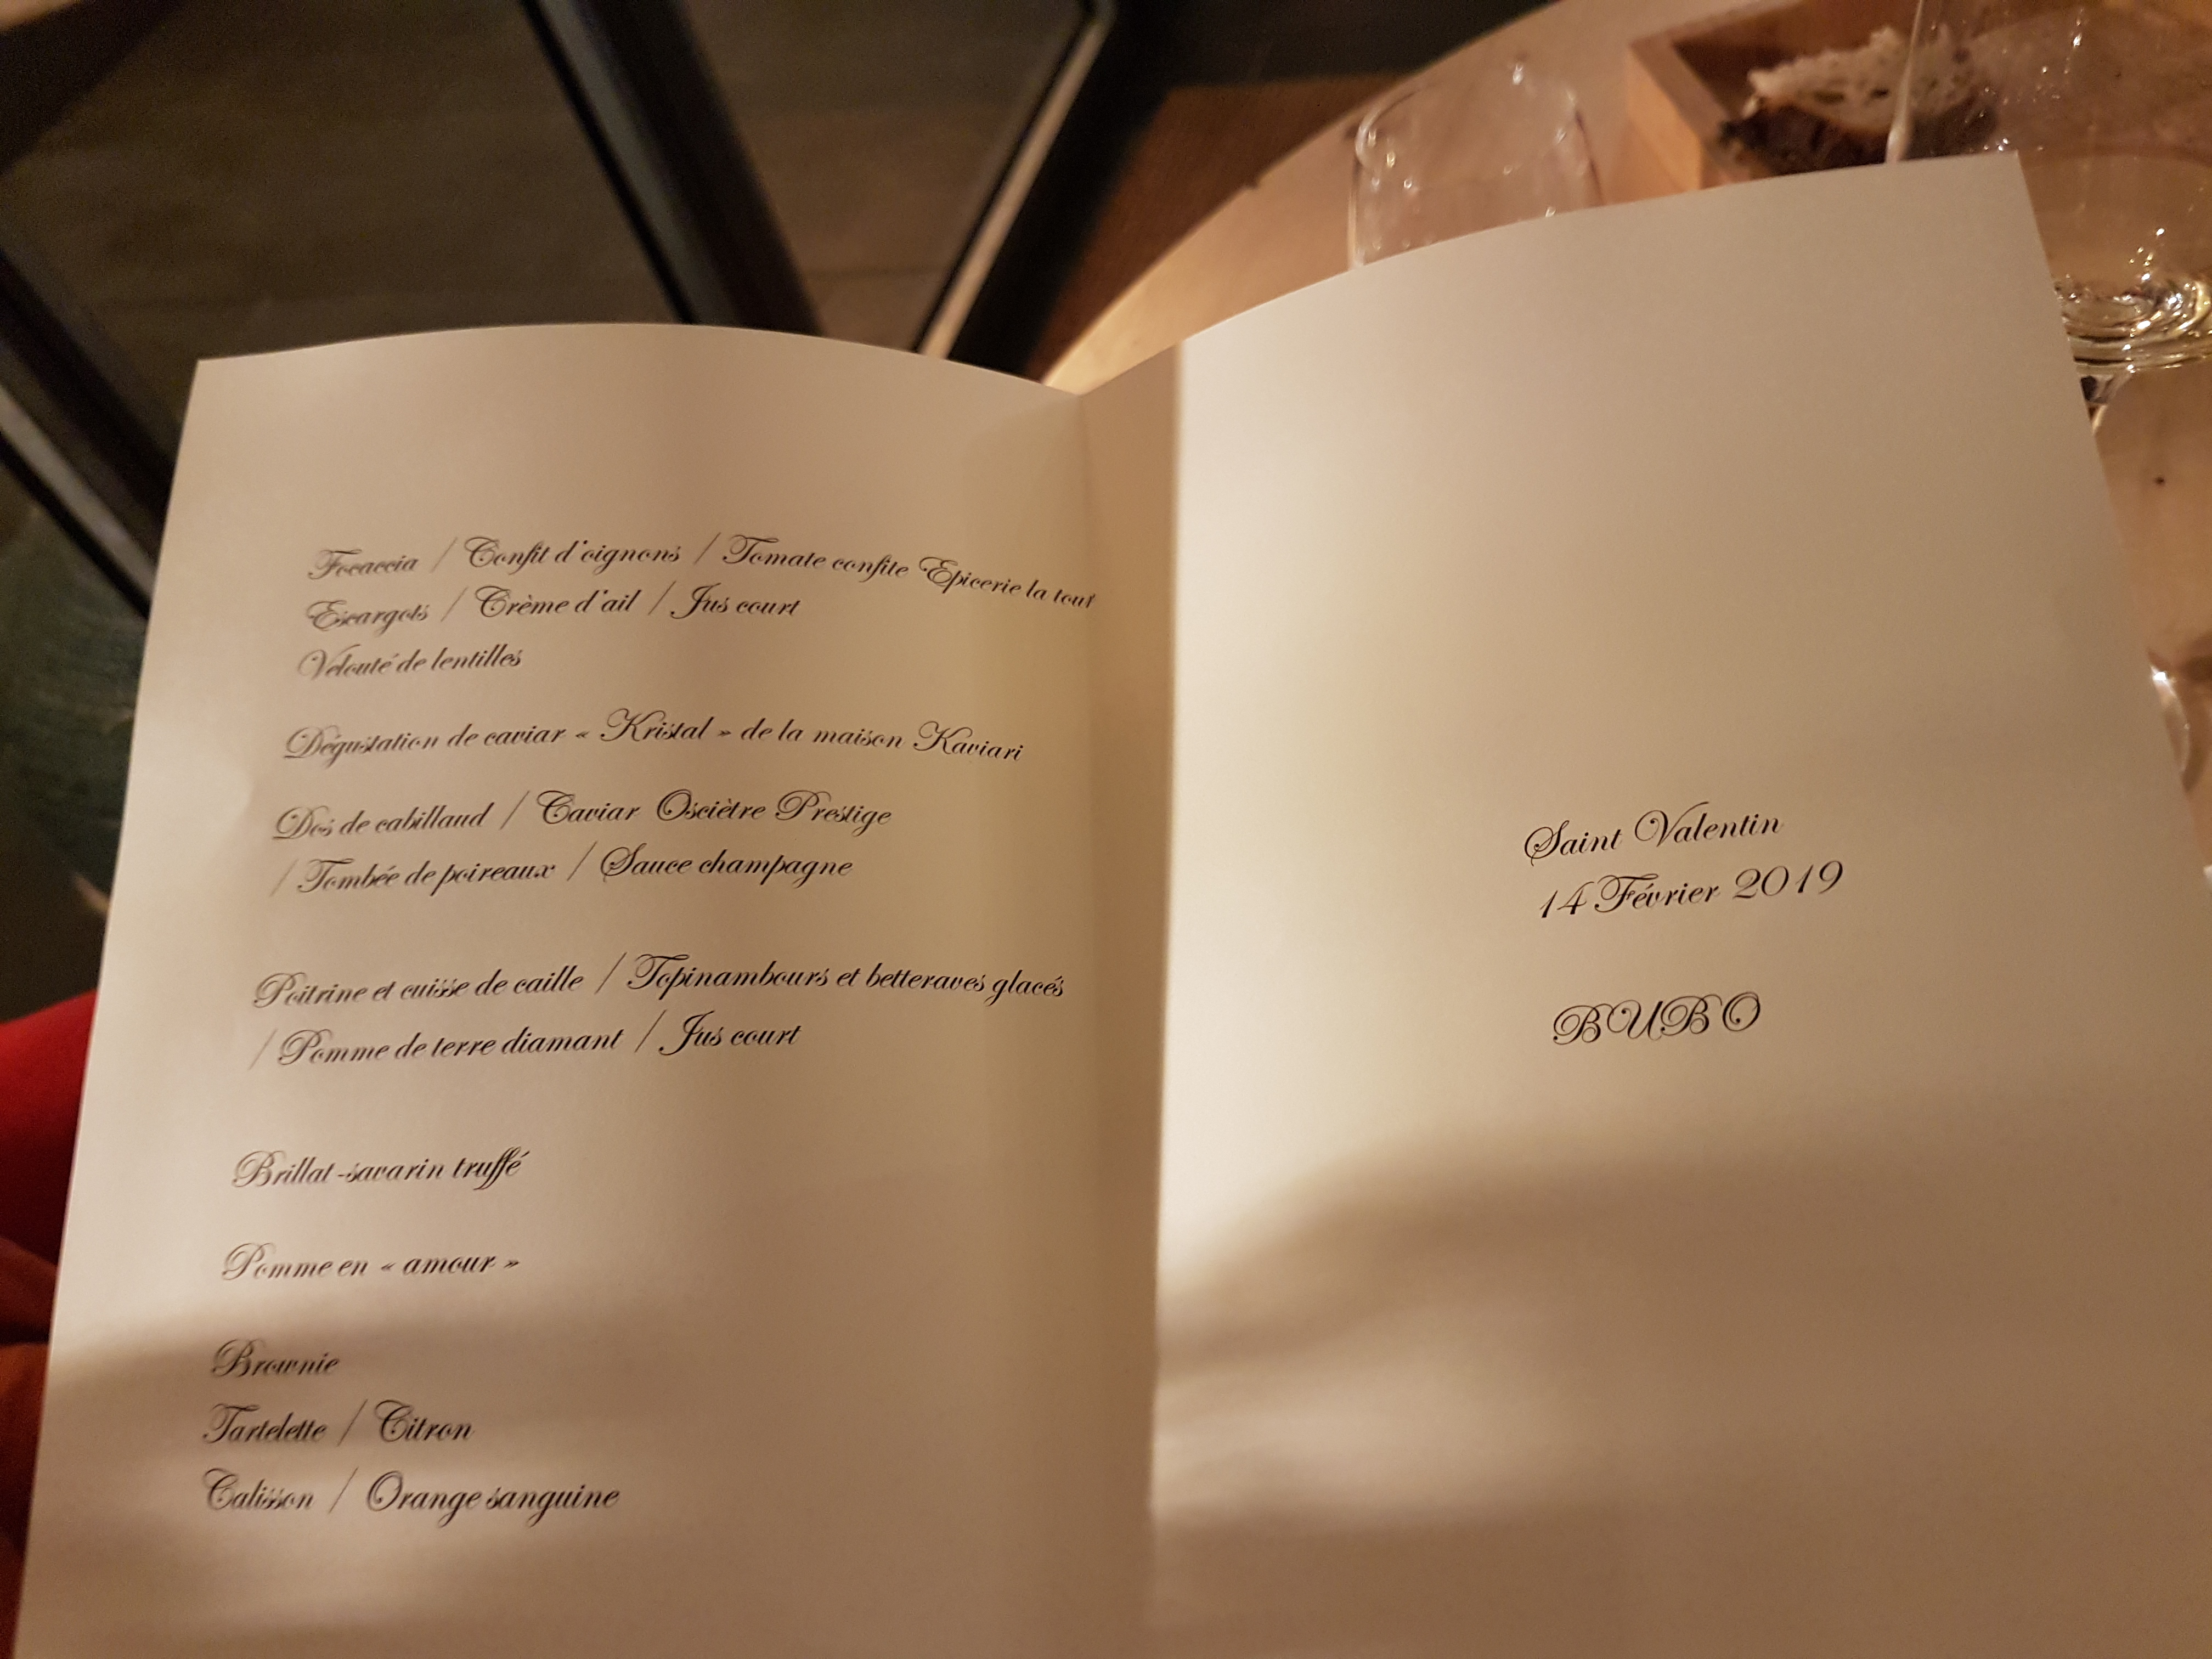 Focaccia / Confit d'oignons / Tomate confite Epicerie la tour
Escargots / Crème d'ail / Jus court
Velouté de lentilles
Dégustation de caviar « Kristal » de la maison Kaviari
Dos de cabillaud / Caviar Osciètre Prestige
/ Tombée de poireaux / Sauce champagne
Poitrine et cuisse de caille / Topinambours et betteraves glacés
/ Pomme de terre diamant / Jus court
Brillat-savarin truffé
Pomme en « amour »
Brownie
Tartelette / Citron
Calisson / Orange sanguine
Saint Valentin
14 Février 2019
BUBO